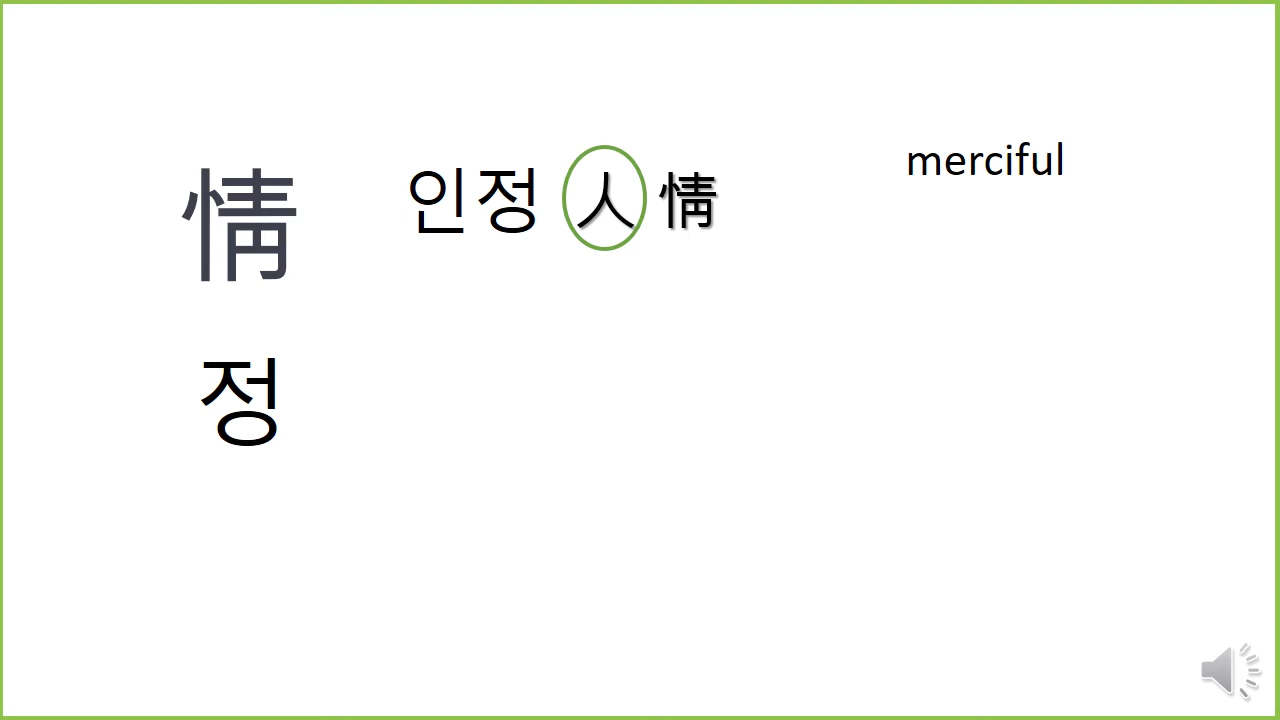 情
인정 人 情
merciful
정